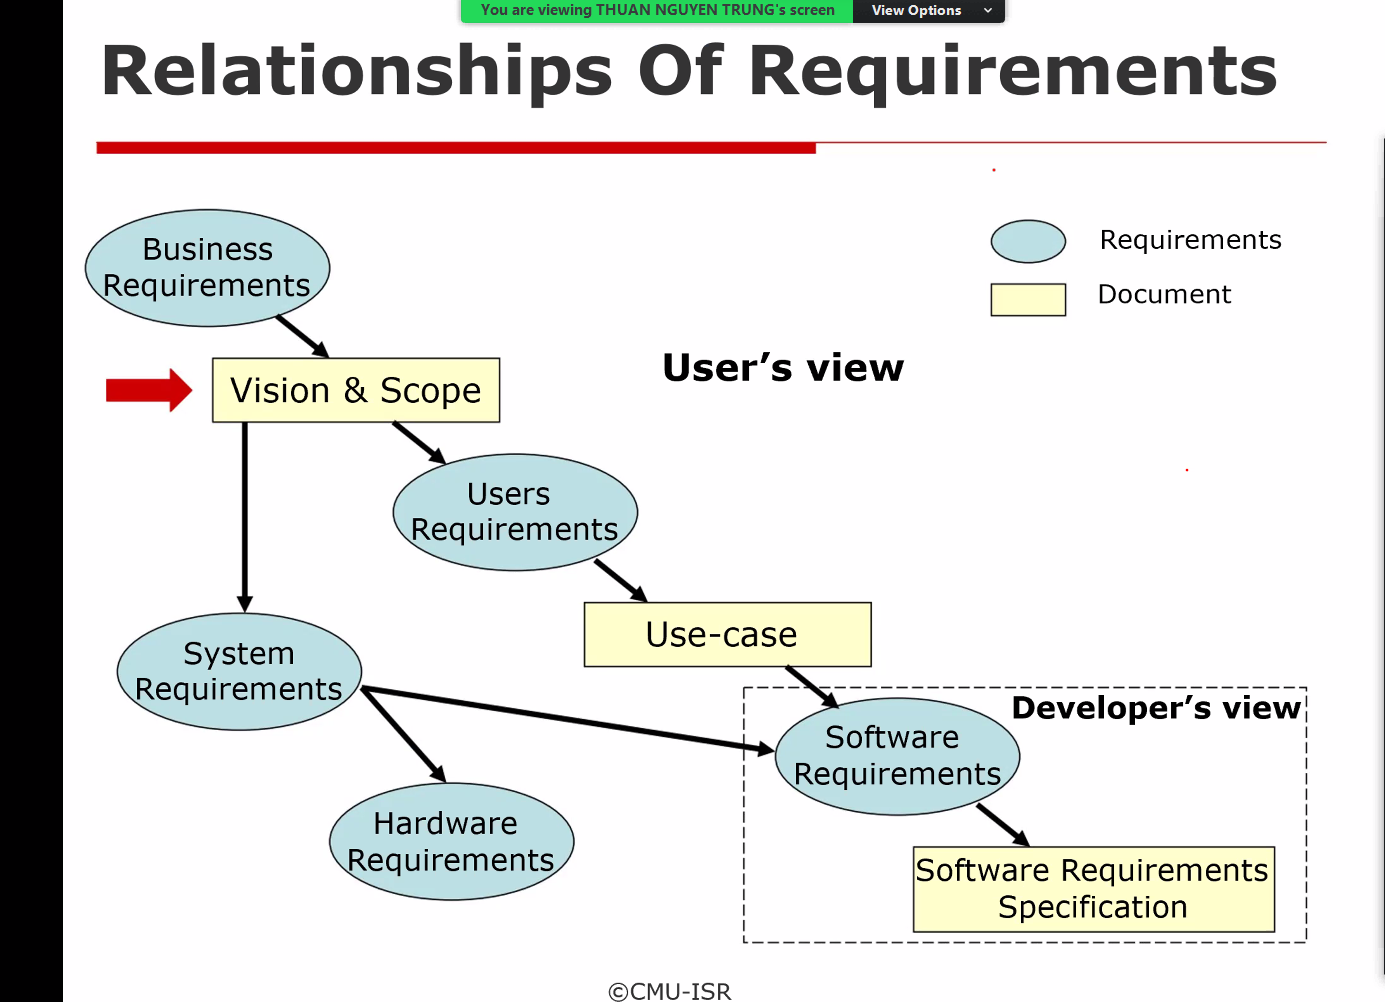 You are viewing THUAN NGUYEN TRUNG's screen
View Options
Relationships Of Requirements
Business
Requirements
Requirements
Document
User’s view
Vision & Scope
Users
Requirements
Use-case
System
Requirements
Developer’s view
Software
Requirements
Hardware
Requirements
Software Requirements
Specification
©CMU-ISR